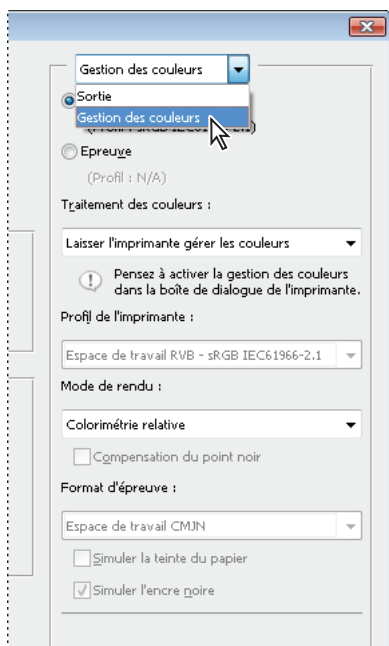 Gestion des couleurs
Sortie
Gestion des couleurs
Epreuve
(Profil : N/A)
Traitement des couleurs :
Laisser l'imprimante gérer les couleurs
Pensez à activer la gestion des couleurs
dans la boîte de dialogue de l'imprimante.
Profil de l'imprimante :
Espace de travail RVB - sRGB IEC61966-2.1
Mode de rendu :
Colorimétrie relative
Compensation du point noir
Format d'épreuve :
Espace de travail CMJN
Simuler la teinte du papier
Simuler l'encre noire